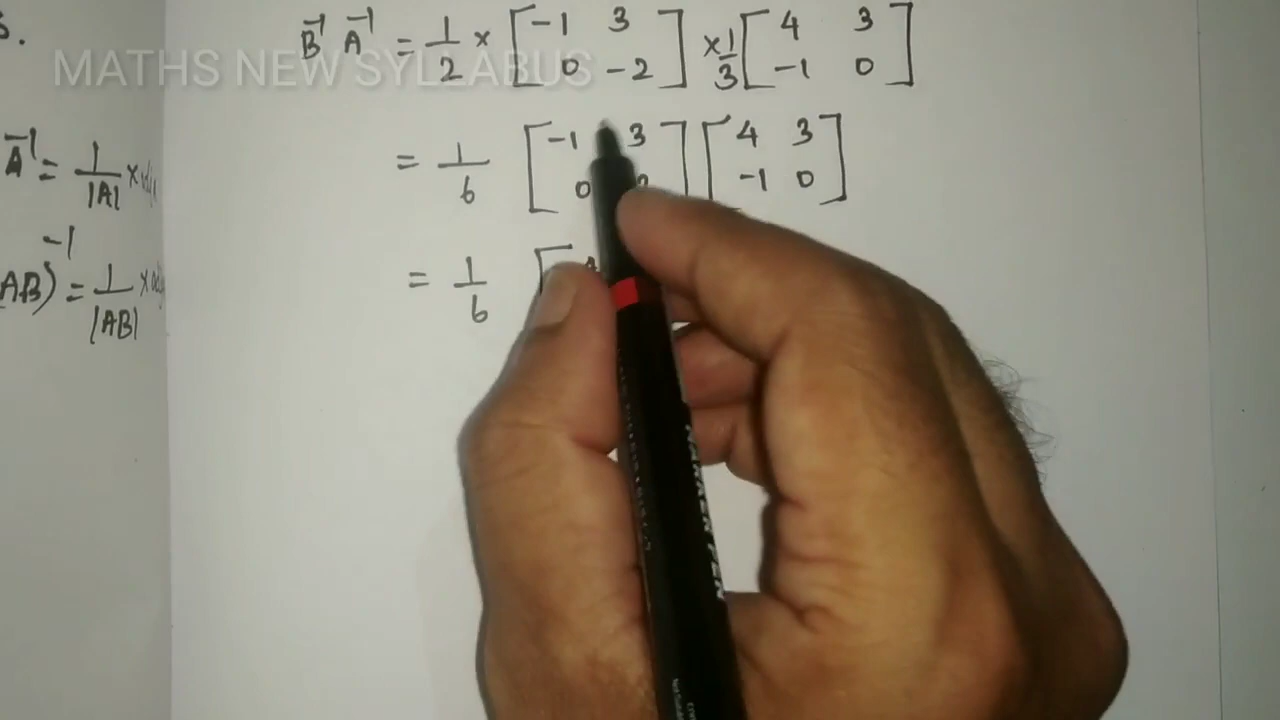 5.
B⁻¹ A⁻¹ = 1/2 × [ -1 3 ; 0 -2 ] × 1/3 [ 4 3 ; -1 0 ]
MATHS NEW SYLLABUS
A⁻¹ = 1/|A| ×
= 1/6 [ -1 3 ; 0 ] [ 4 3 ; -1 0 ]
AB)⁻¹ = 1/|AB| ×
= 1/6 [